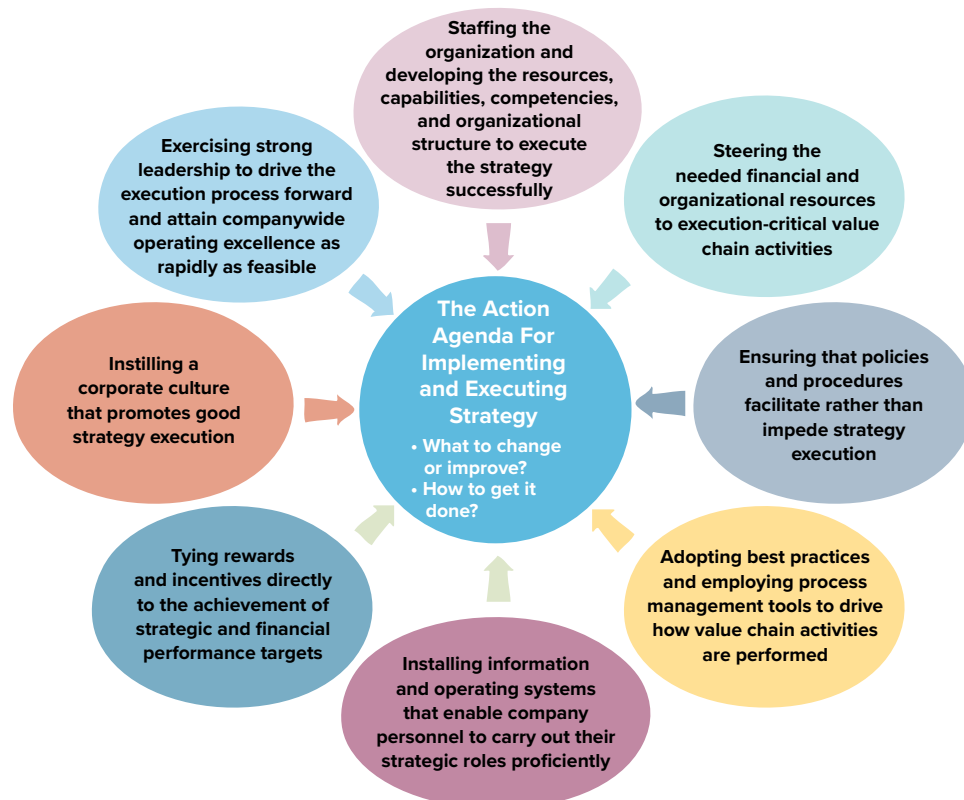 Staffing the
organization and
developing the resources,
capabilities, competencies,
and organizational
structure to execute
the strategy
successfully
Steering the
needed financial and
organizational resources
to execution-critical value
chain activities
Ensuring that policies
and procedures
facilitate rather than
impede strategy
execution
Adopting best practices
and employing process
management tools to drive
how value chain activities
are performed
Installing information
and operating systems
that enable company
personnel to carry out their
strategic roles proficiently
Tying rewards
and incentives directly
to the achievement of
strategic and financial
performance targets
Instilling a
corporate culture
that promotes good
strategy execution
Exercising strong
leadership to drive the
execution process forward
and attain companywide
operating excellence as
rapidly as feasible
The Action
Agenda For
Implementing
and Executing
Strategy
• What to change
or improve?
• How to get it
done?